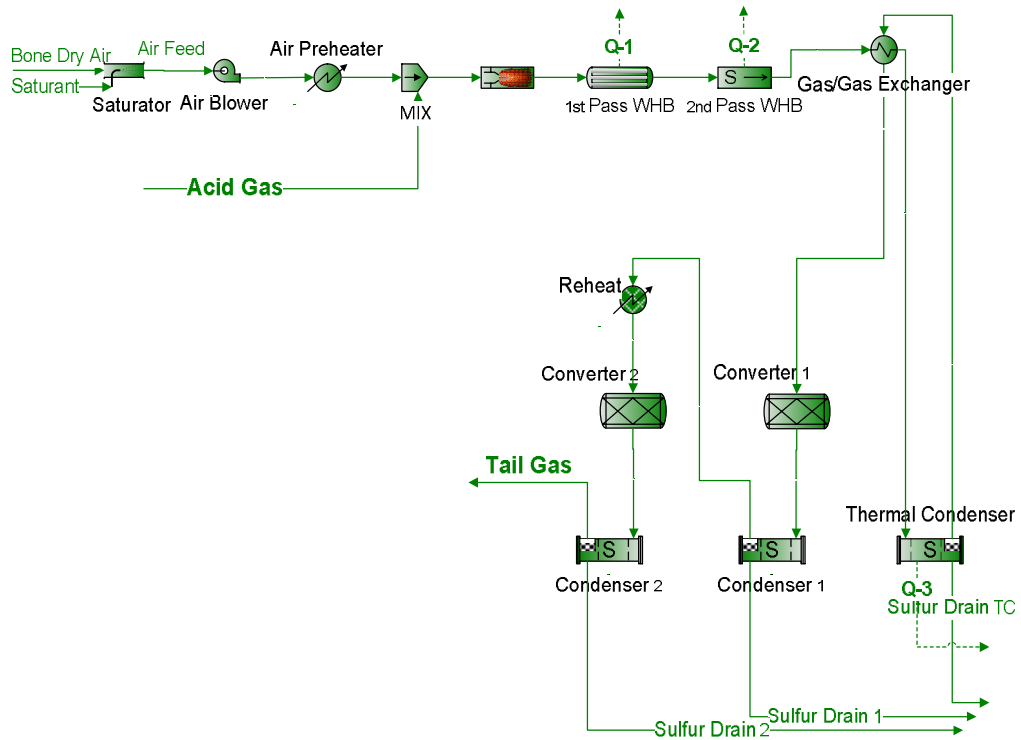 Bone Dry Air
Air Feed
Air Preheater
Q-1
Q-2
Saturant
Saturator
Air Blower
MIX
1st Pass WHB
2nd Pass WHB
Gas/Gas Exchanger
Acid Gas
Reheat
Converter 2
Converter 1
Tail Gas
Thermal Condenser
S
S
S
S
Condenser 2
Condenser 1
Q-3
Sulfur Drain TC
Sulfur Drain 1
Sulfur Drain 2